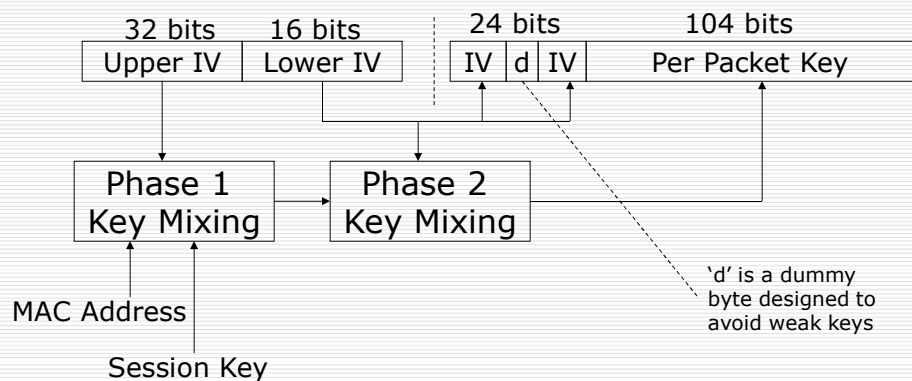 32 bits
16 bits
24 bits
104 bits
Upper IV
Lower IV
IV
d
IV
Per Packet Key
Phase 1
Key Mixing
Phase 2
Key Mixing
MAC Address
Session Key
‘d’ is a dummy
byte designed to
avoid weak keys